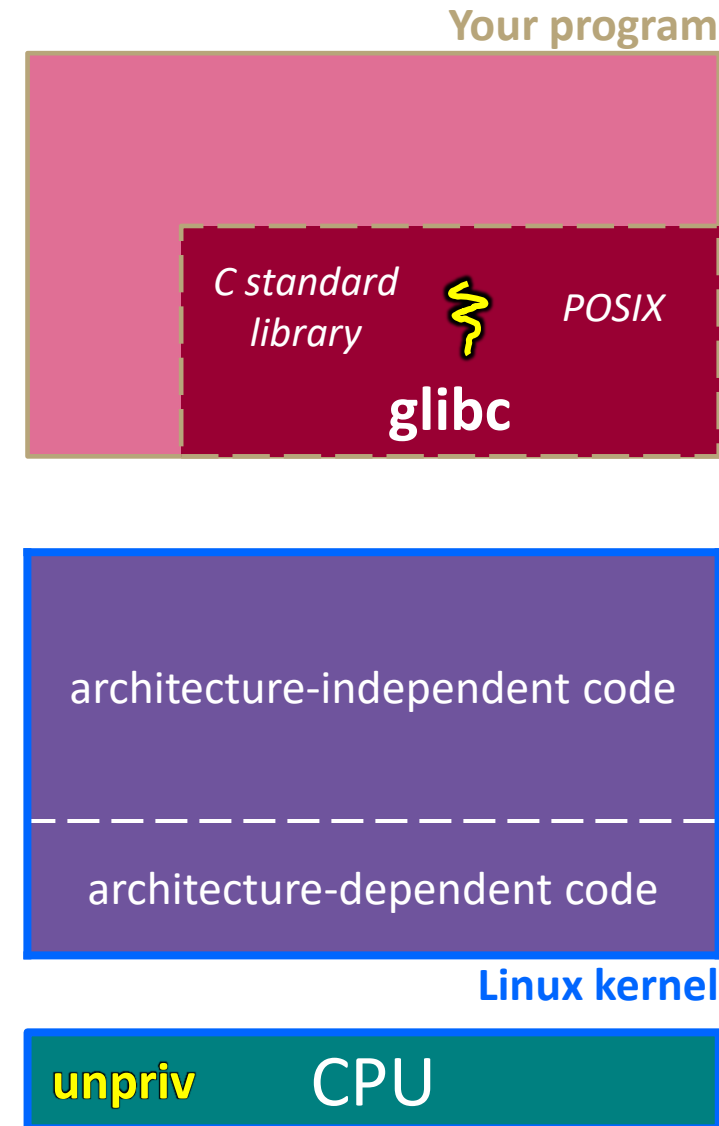 Your program
C standard
library
POSIX
glibc
architecture-independent code
architecture-dependent code
Linux kernel
unpriv
CPU